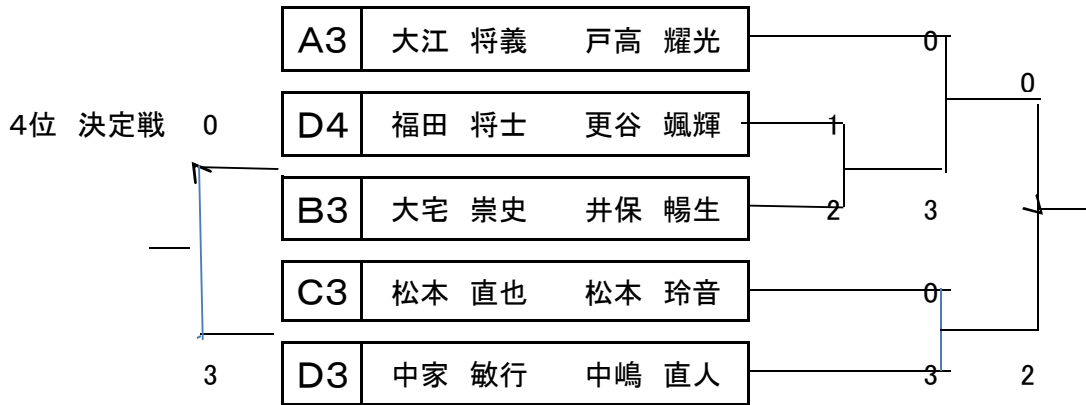 A3 大江 将義 戸高 耀光 0
0
4位 決定戦 0 D4 福田 将士 更谷 颯輝 1
B3 大宅 崇史 井保 暢生 2 3
C3 松本 直也 松本 玲音 0
3 D3 中家 敏行 中嶋 直人 3 2